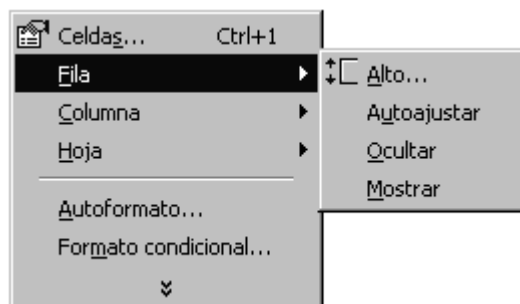 Celdas... Ctrl+1
Fila
Columna
Hoja
Autoformato...
Formato condicional...
Alto...
Autoajustar
Ocultar
Mostrar